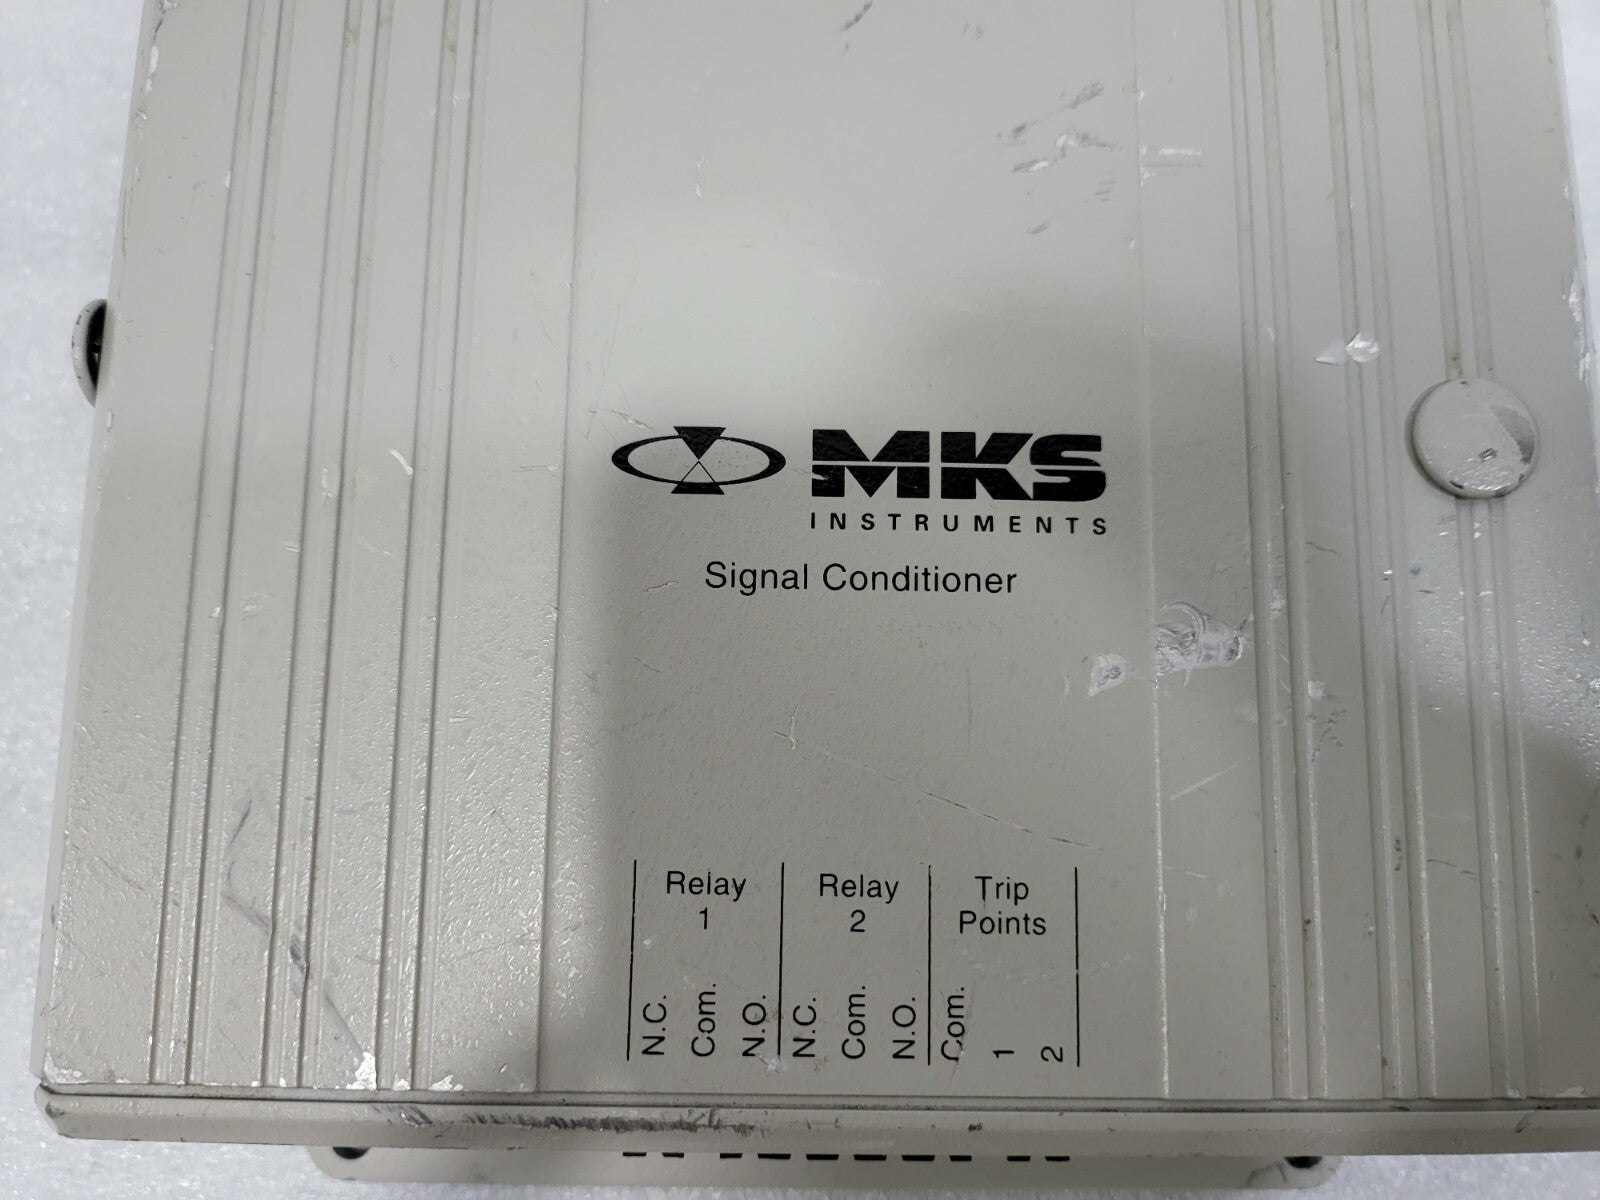 MKS
INSTRUMENTS
Signal Conditioner
Relay 1
Relay 2
Trip Points
N.C.
Com.
N.O.
N.C.
Com.
N.O.
Com.
1
2